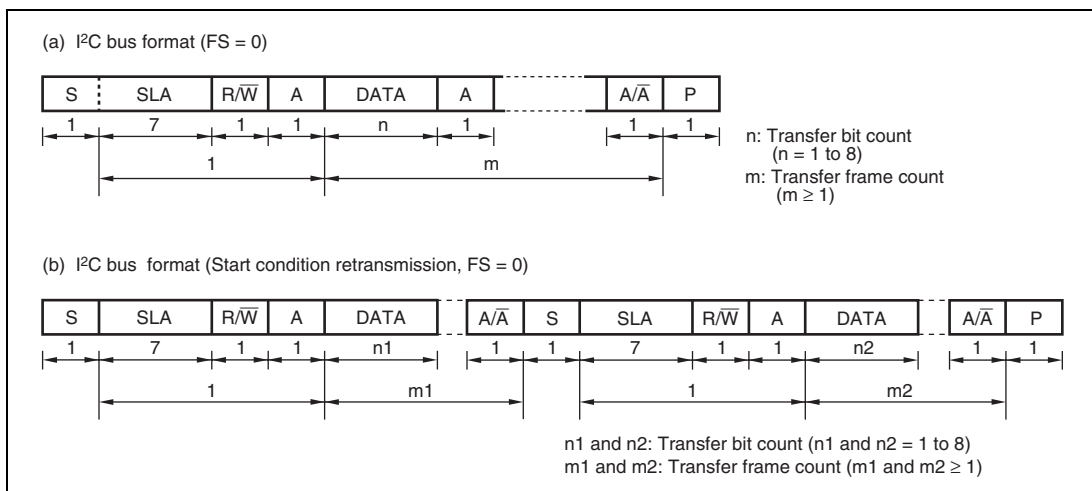 (a) I²C bus format (FS = 0)
S SLA R/W̅ A DATA A A/A̅ P
1 7 1 1 n 1 1 1
1 m
n: Transfer bit count
(n = 1 to 8)
m: Transfer frame count
(m ≥ 1)
(b) I²C bus format (Start condition retransmission, FS = 0)
S SLA R/W̅ A DATA A/A̅ S SLA R/W̅ A DATA A/A̅ P
1 7 1 1 n1 1 1 7 1 1 n2 1 1
1 m1 1 m2
n1 and n2: Transfer bit count (n1 and n2 = 1 to 8)
m1 and m2: Transfer frame count (m1 and m2 ≥ 1)